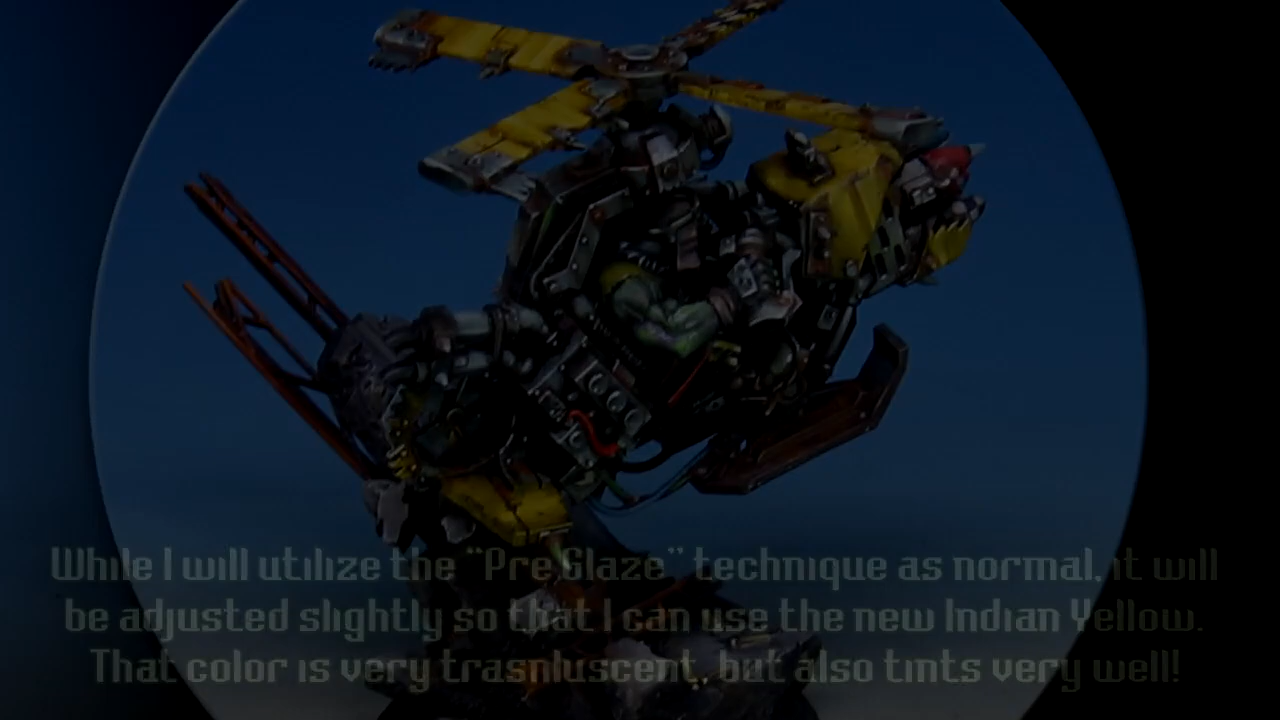 While I will utilize the "Pre Glaze" technique as normal, it will
be adjusted slightly so that I can use the new Indian Yellow.
That color is very trasnluscent, but also tints very well!